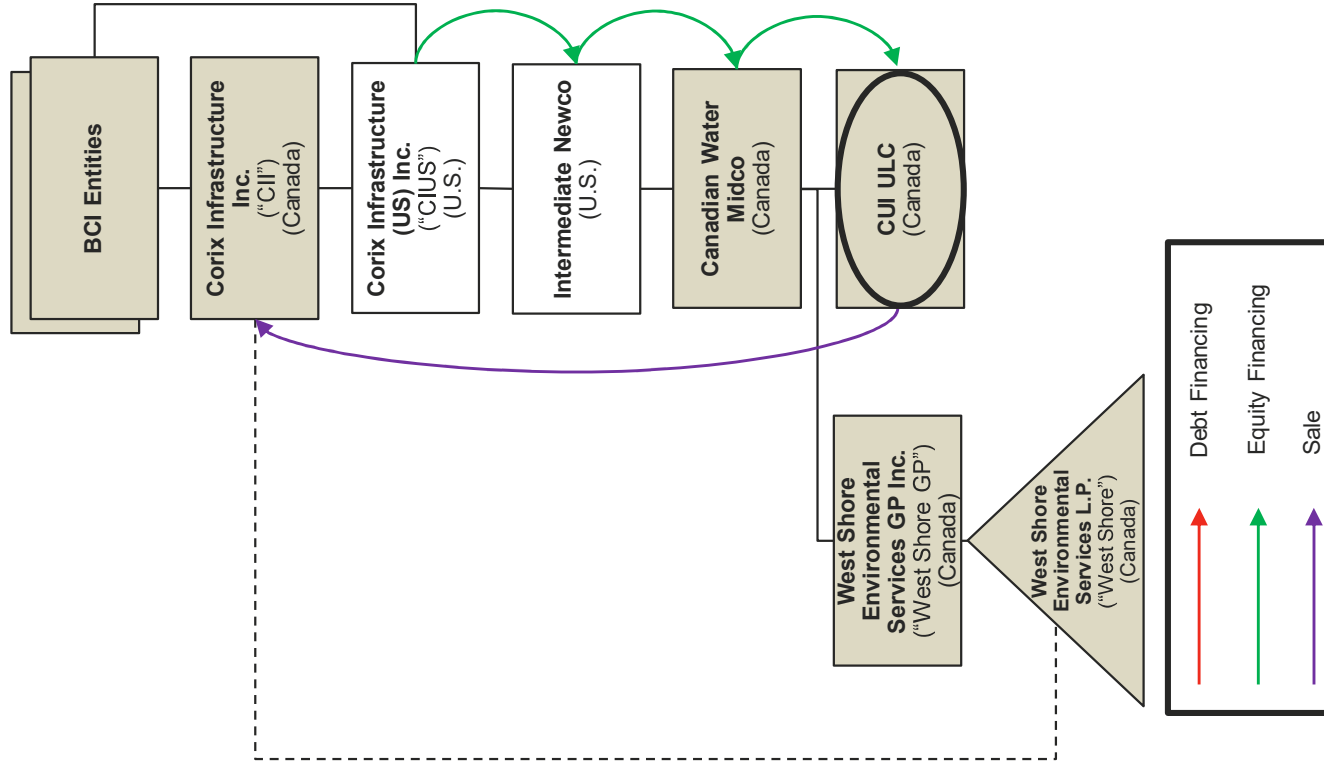 BCI Entities
Corix Infrastructure
Inc.
(“CII”)
(Canada)
Corix Infrastructure
(US) Inc.
(“CIUS”)
(U.S.)
Intermediate Newco
(U.S.)
Canadian Water
Midco
(Canada)
CUI ULC
(Canada)
West Shore
Environmental
Services GP Inc.
(“West Shore GP”)
(Canada)
West Shore
Environmental
Services L.P.
(“West Shore”)
(Canada)
Debt Financing
Equity Financing
Sale